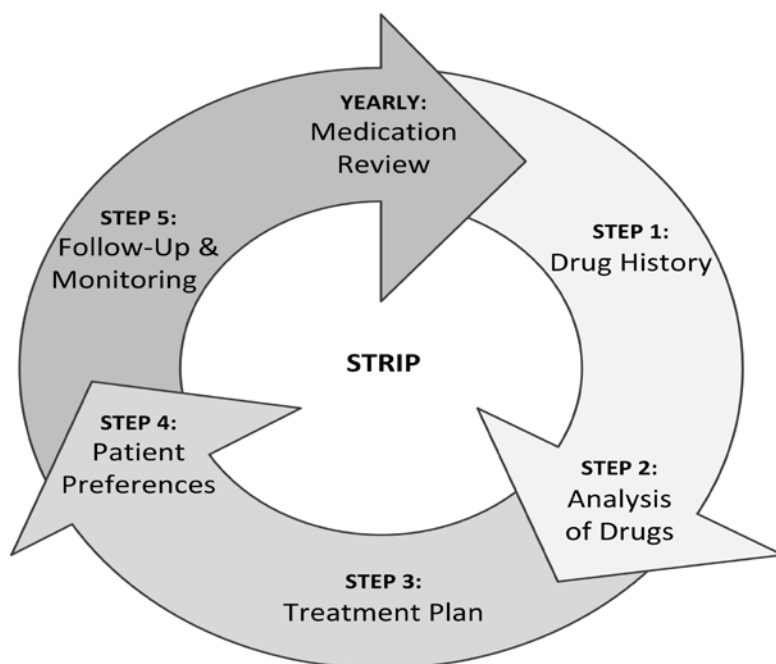 YEARLY:
Medication
Review
STEP 1:
Drug History
STEP 2:
Analysis
of Drugs
STEP 3:
Treatment Plan
STEP 4:
Patient
Preferences
STEP 5:
Follow-Up &
Monitoring
STRIP